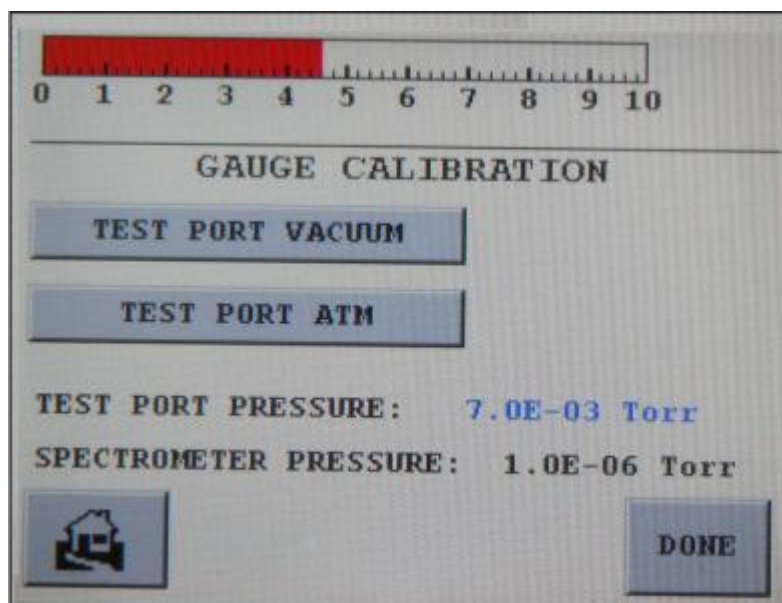 0 1 2 3 4 5 6 7 8 9 10
GAUGE CALIBRATION
TEST PORT VACUUM
TEST PORT ATM
TEST PORT PRESSURE: 7.0E-03 Torr
SPECTROMETER PRESSURE: 1.0E-06 Torr
DONE